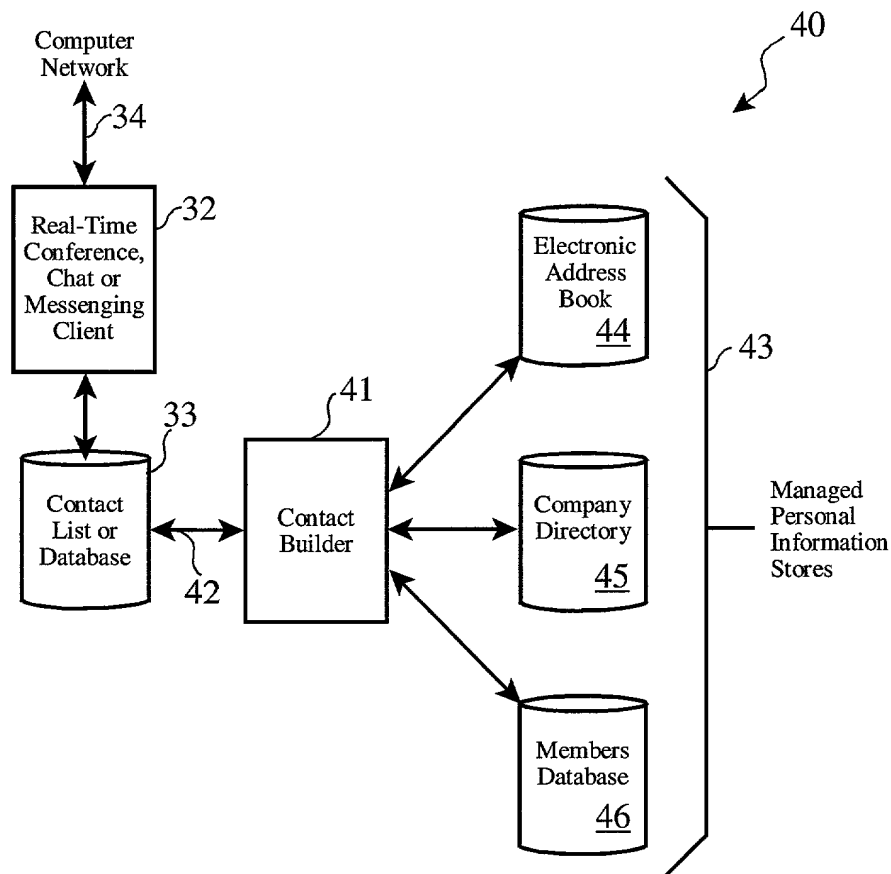 Computer
Network
34
40
32
Real-Time
Conference,
Chat or
Messenging
Client
33
Contact
List or
Database
42
41
Contact
Builder
Electronic
Address
Book
44
Company
Directory
45
Members
Database
46
43
Managed
Personal
Information
Stores